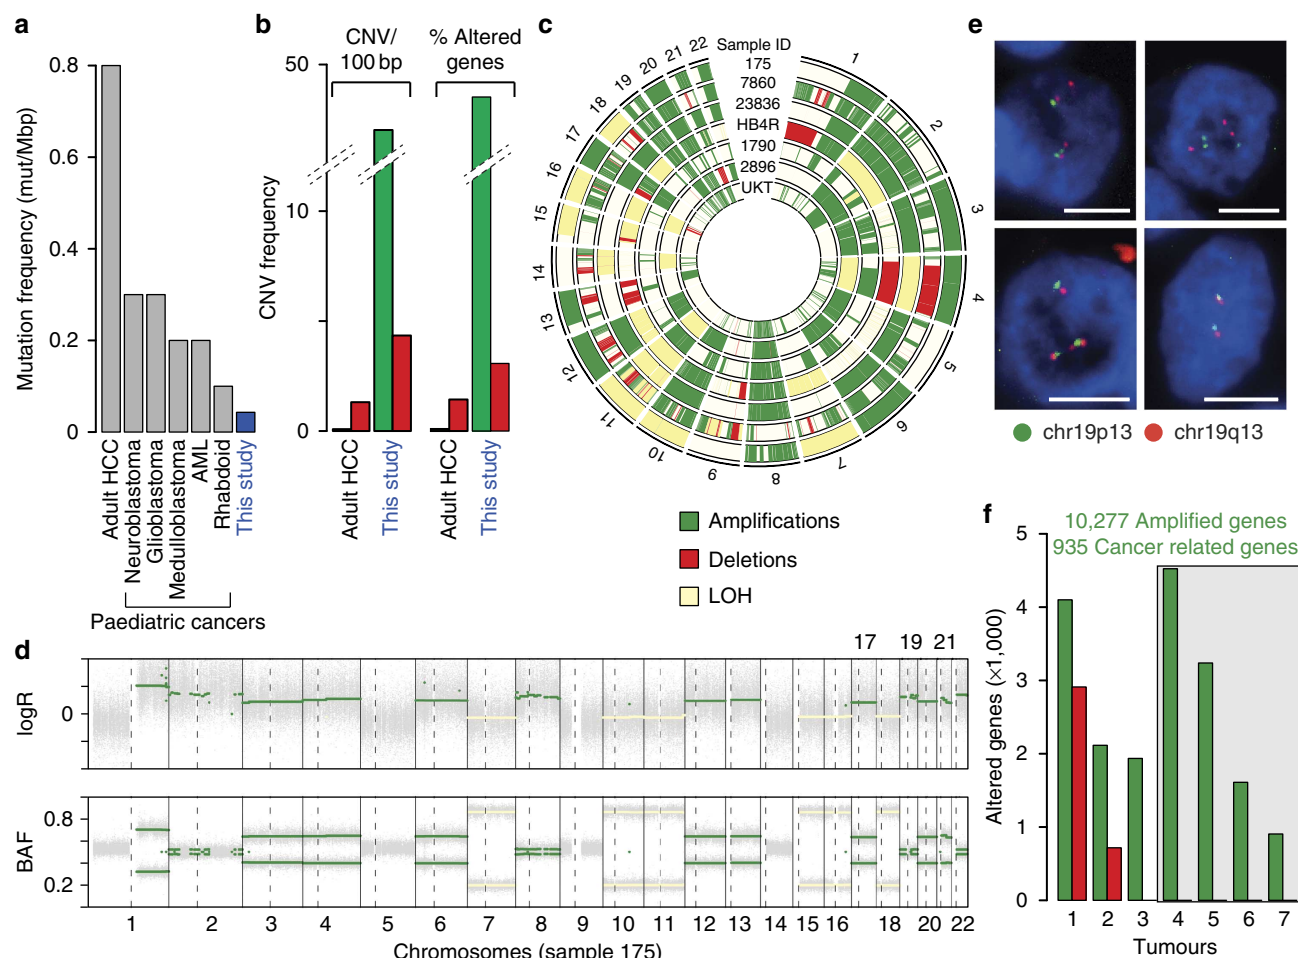 a
Mutation frequency (mut/Mbp)
0.8
0.6
0.4
0.2
0
Adult HCC
Neuroblastoma
Glioblastoma
Medulloblastoma
AML
Rhabdoid
This study
Paediatric cancers
b
CNV/
100 bp
% Altered
genes
CNV frequency
50
10
0
Adult HCC
This study
Adult HCC
This study
c
Sample ID
175
7860
23836
HB4R
1790
2896
UKT
1
2
3
4
5
6
7
8
9
10
11
12
13
14
15
16
17
18
19
20
21
22
Amplifications
Deletions
LOH
d
17
19
21
logR
0
BAF
0.8
0.2
1
2
3
4
5
6
7
8
9
10
11
12
13
14
15
16
18
20
22
Chromosomes (sample 175)
e
chr19p13
chr19q13
f
10,277 Amplified genes
935 Cancer related genes
Altered genes (×1,000)
5
4
3
2
1
0
1
2
3
4
5
6
7
Tumours